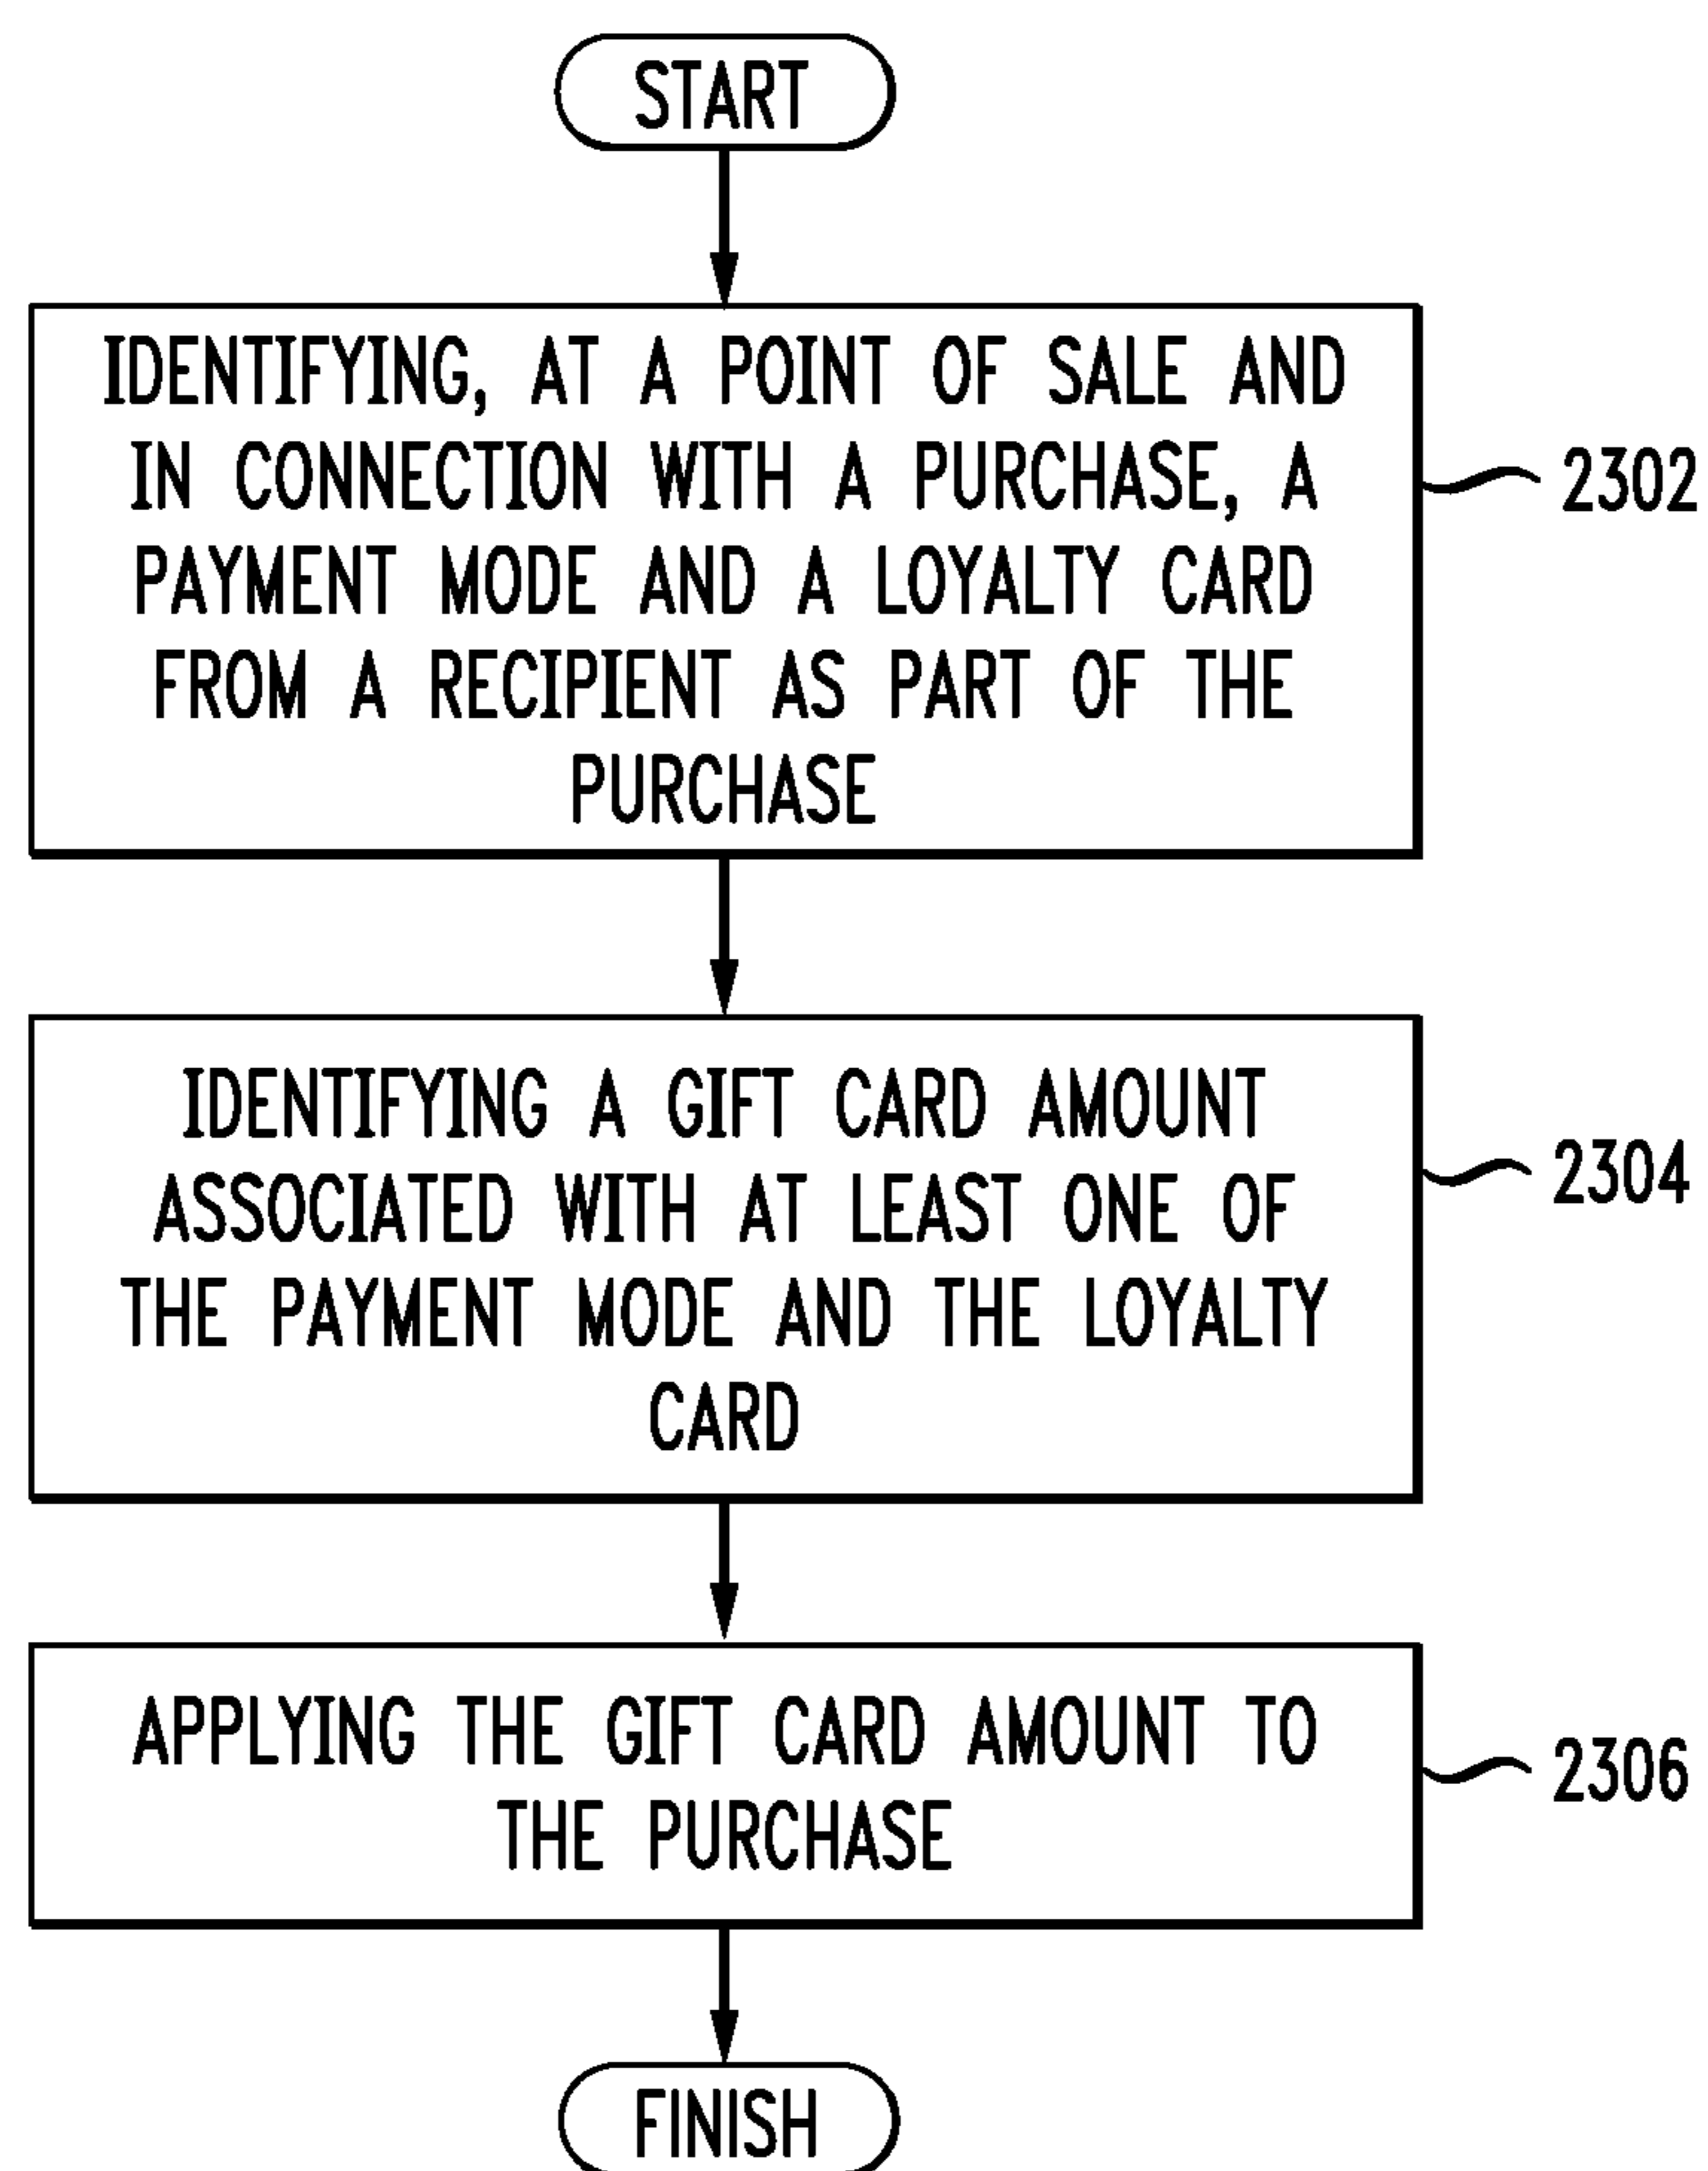 START
IDENTIFYING, AT A POINT OF SALE AND
IN CONNECTION WITH A PURCHASE, A
PAYMENT MODE AND A LOYALTY CARD
FROM A RECIPIENT AS PART OF THE
PURCHASE
2302
IDENTIFYING A GIFT CARD AMOUNT
ASSOCIATED WITH AT LEAST ONE OF
THE PAYMENT MODE AND THE LOYALTY
CARD
2304
APPLYING THE GIFT CARD AMOUNT TO
THE PURCHASE
2306
FINISH